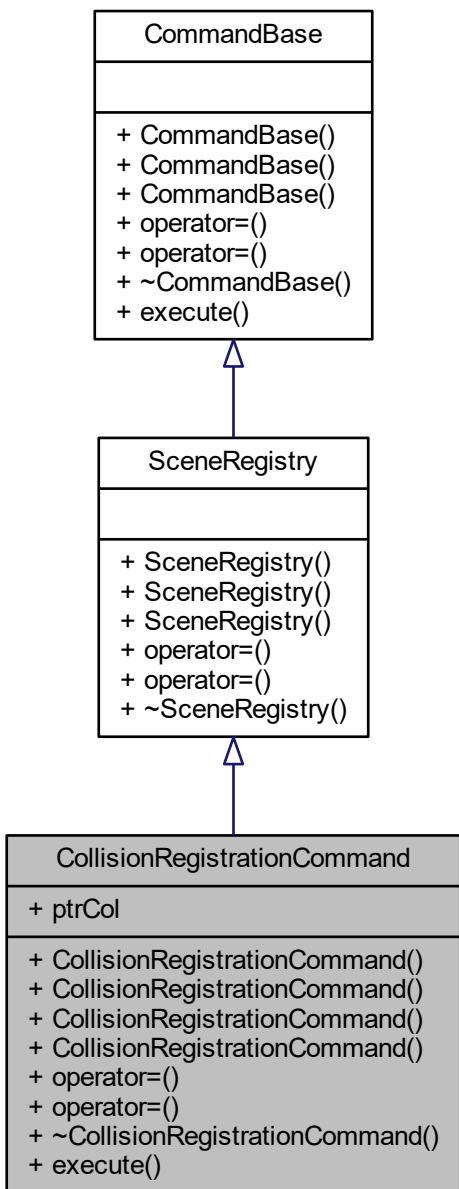 CommandBase
+ CommandBase()
+ CommandBase()
+ CommandBase()
+ operator=()
+ operator=()
+ ~CommandBase()
+ execute()
SceneRegistry
+ SceneRegistry()
+ SceneRegistry()
+ SceneRegistry()
+ operator=()
+ operator=()
+ ~SceneRegistry()
CollisionRegistrationCommand
+ ptrCol
+ CollisionRegistrationCommand()
+ CollisionRegistrationCommand()
+ CollisionRegistrationCommand()
+ CollisionRegistrationCommand()
+ operator=()
+ operator=()
+ ~CollisionRegistrationCommand()
+ execute()